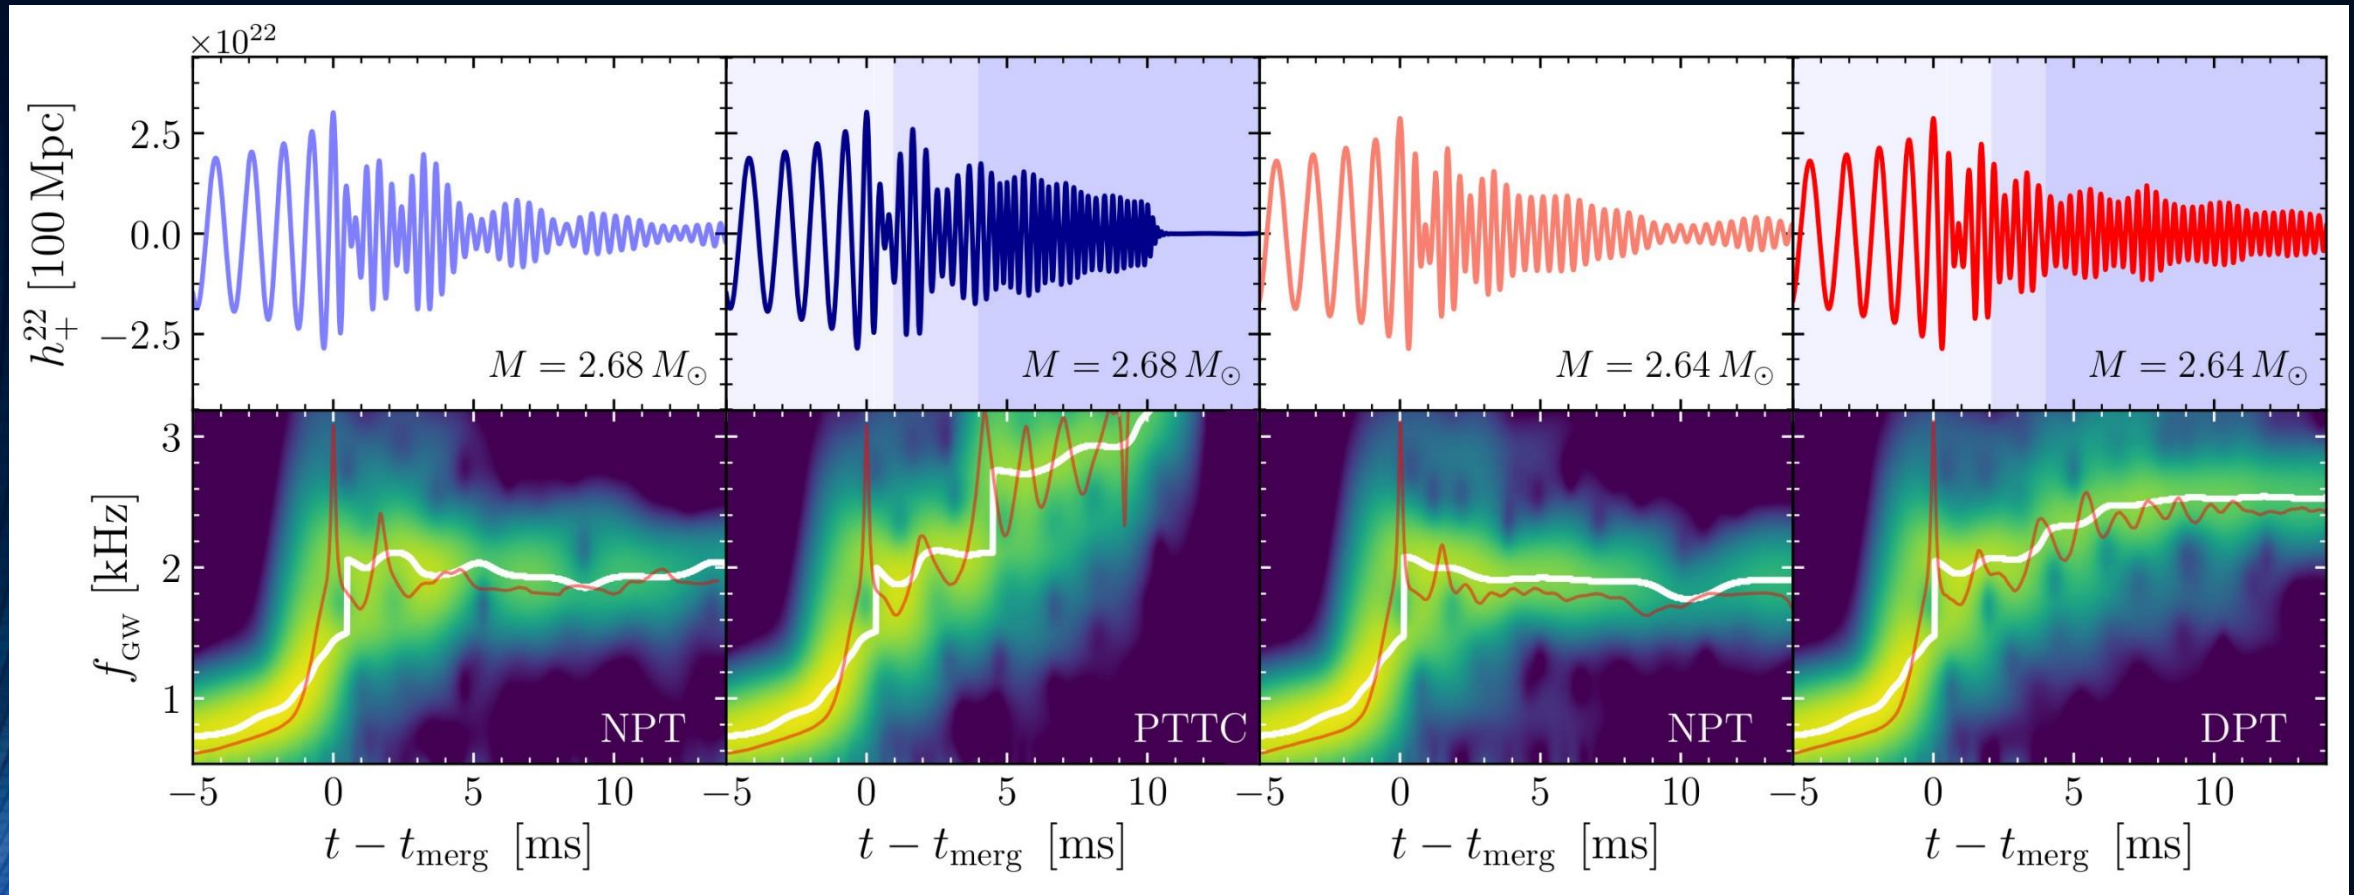 ×10²²
h₊²² [100 Mpc]
2.5
0.0
−2.5
M = 2.68 M⊙
M = 2.68 M⊙
M = 2.64 M⊙
M = 2.64 M⊙
f_GW [kHz]
3
2
1
NPT
PTTC
NPT
DPT
−5 0 5 10 −5 0 5 10 −5 0 5 10 −5 0 5 10
t − t_merg [ms]
t − t_merg [ms]
t − t_merg [ms]
t − t_merg [ms]